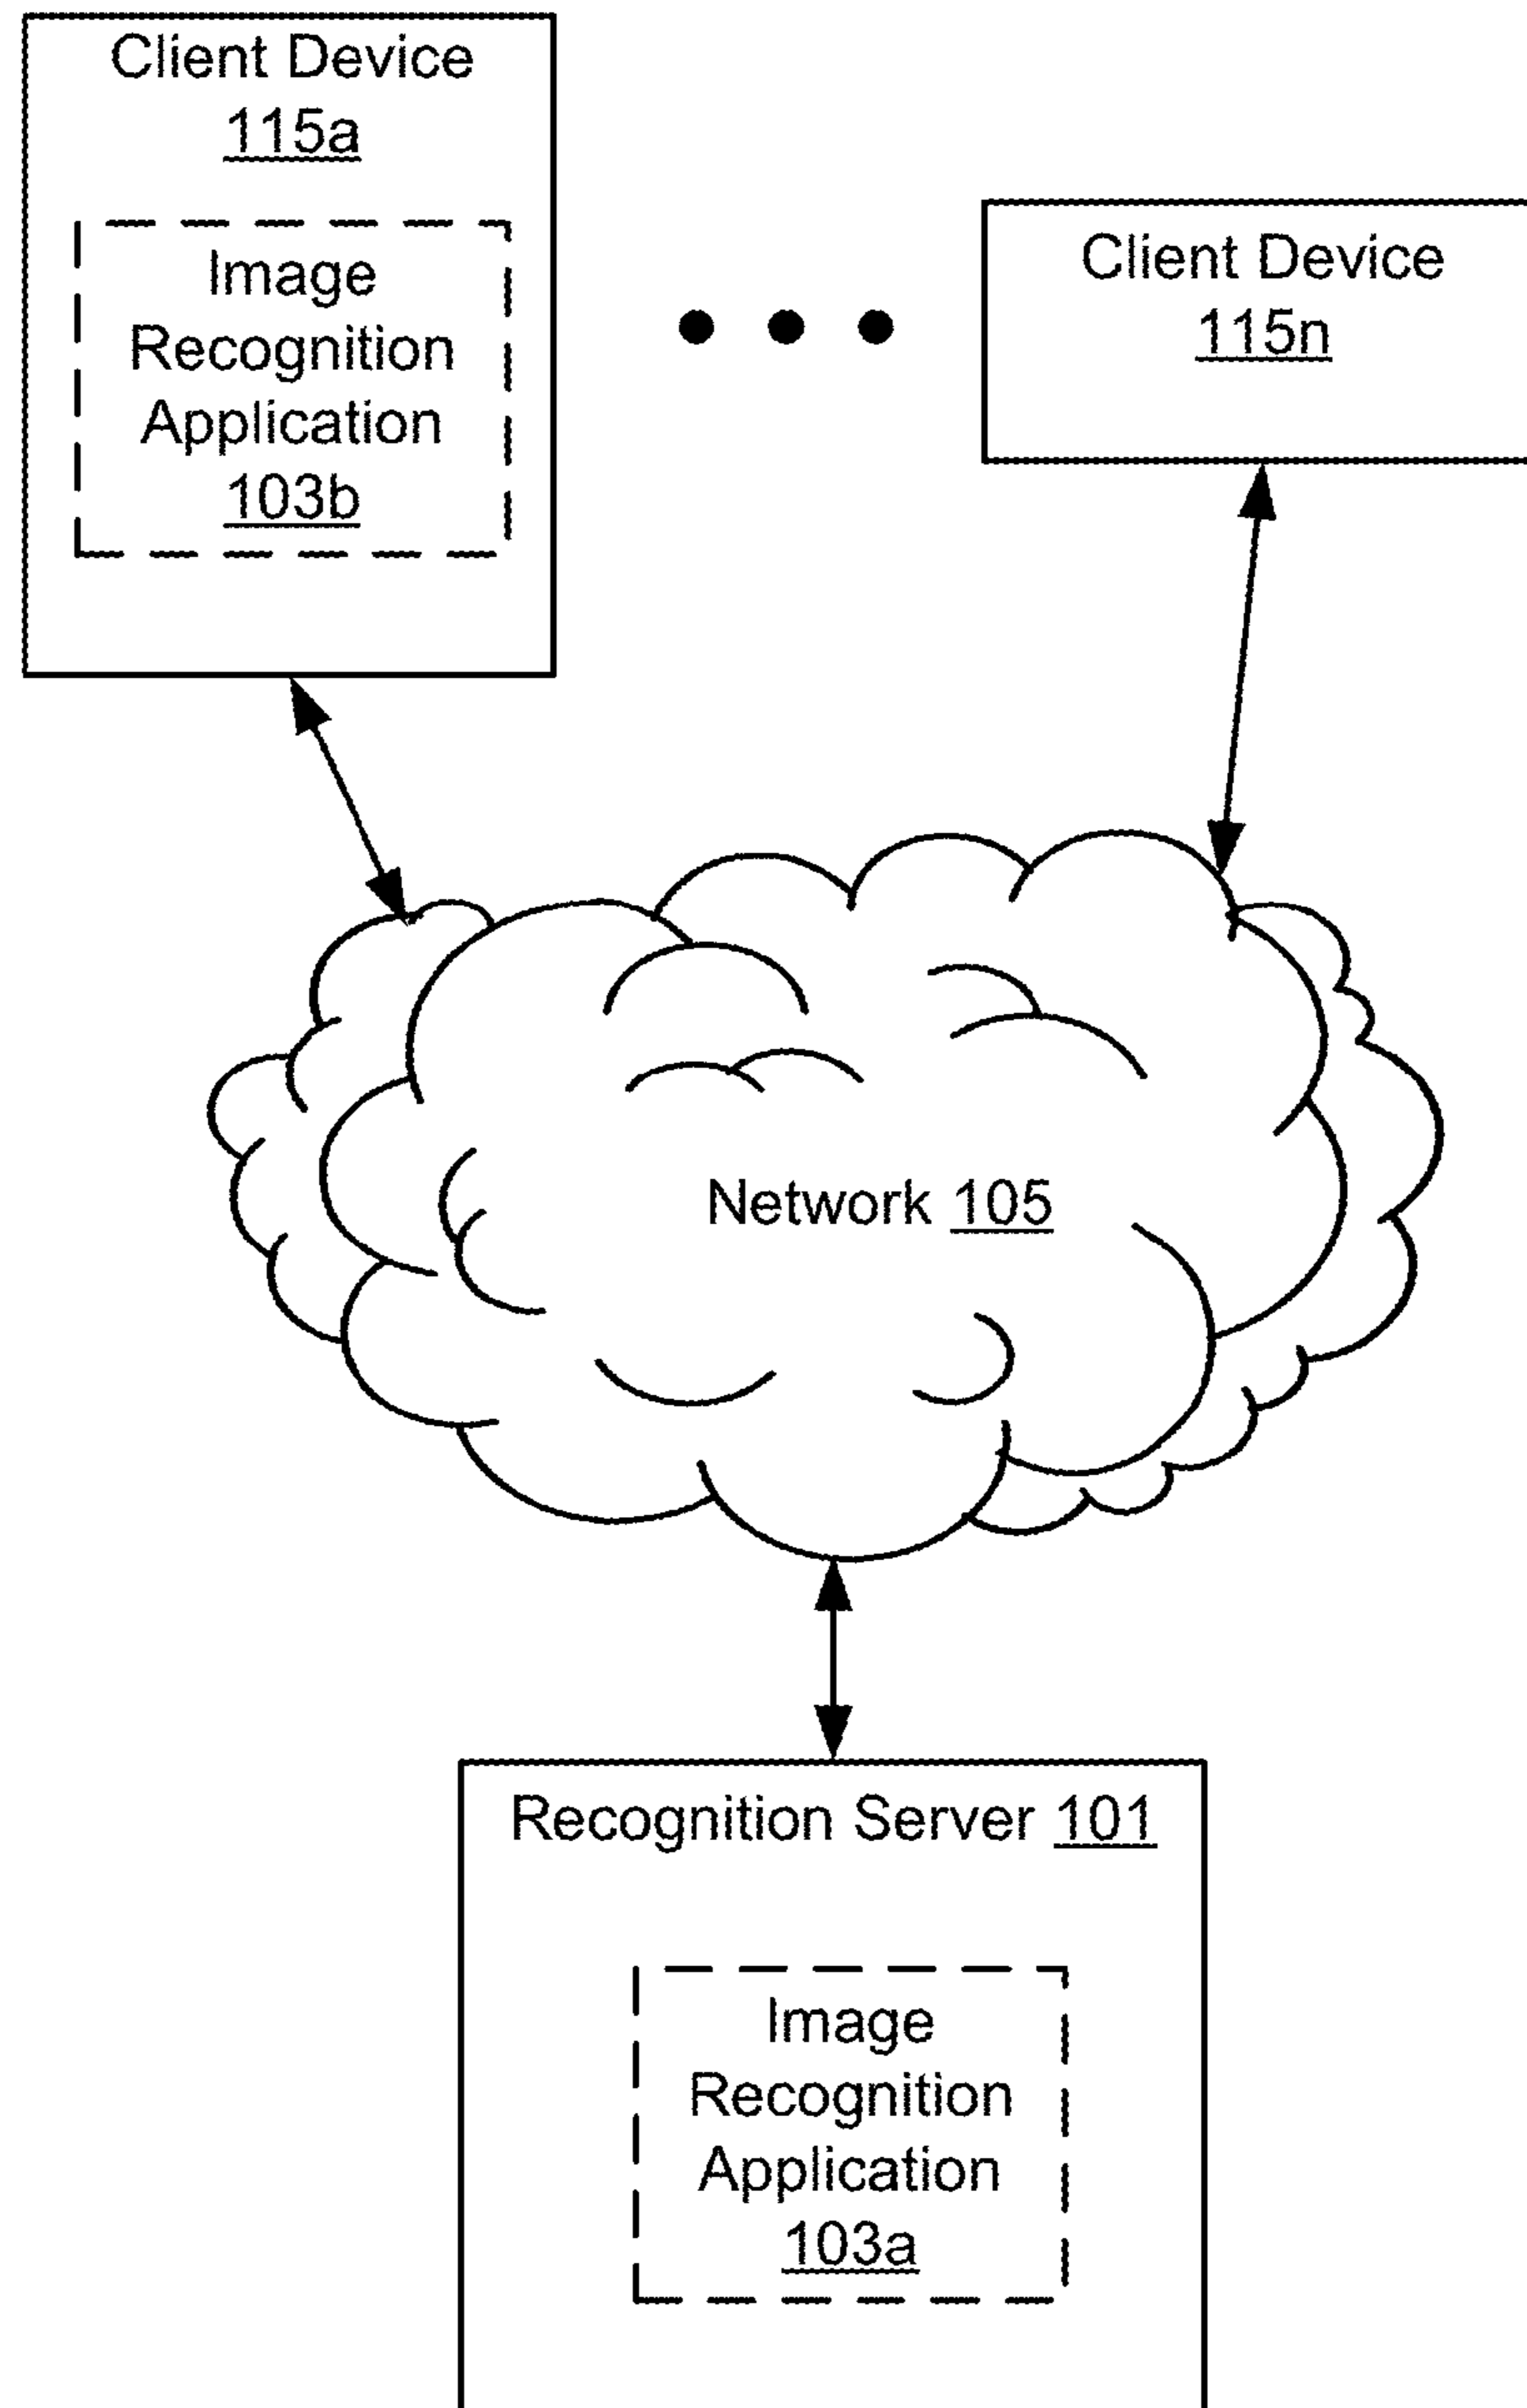 Client Device
115a
Image
Recognition
Application
103b
Client Device
115n
Network 105
Recognition Server 101
Image
Recognition
Application
103a